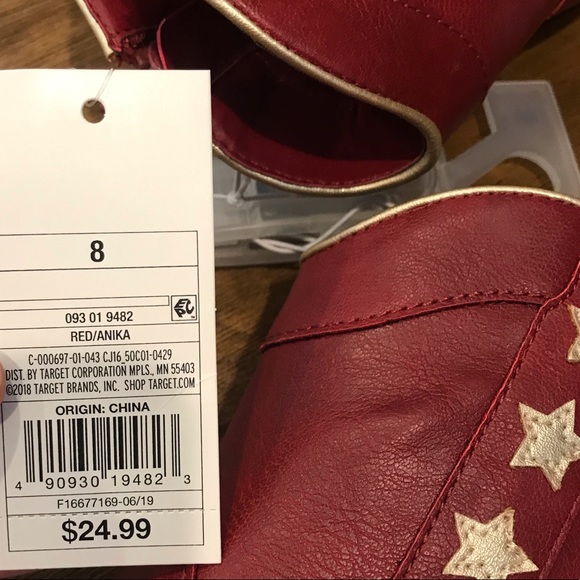 8
093 01 9482
RED/ANIKA
C-000697-01-043 CJ16_50C01-0429
DIST. BY TARGET CORPORATION MPLS., MN 55403
©2018 TARGET BRANDS, INC. SHOP TARGET.COM
ORIGIN: CHINA
4 90930 19482 3
F16677169-06/19
$24.99